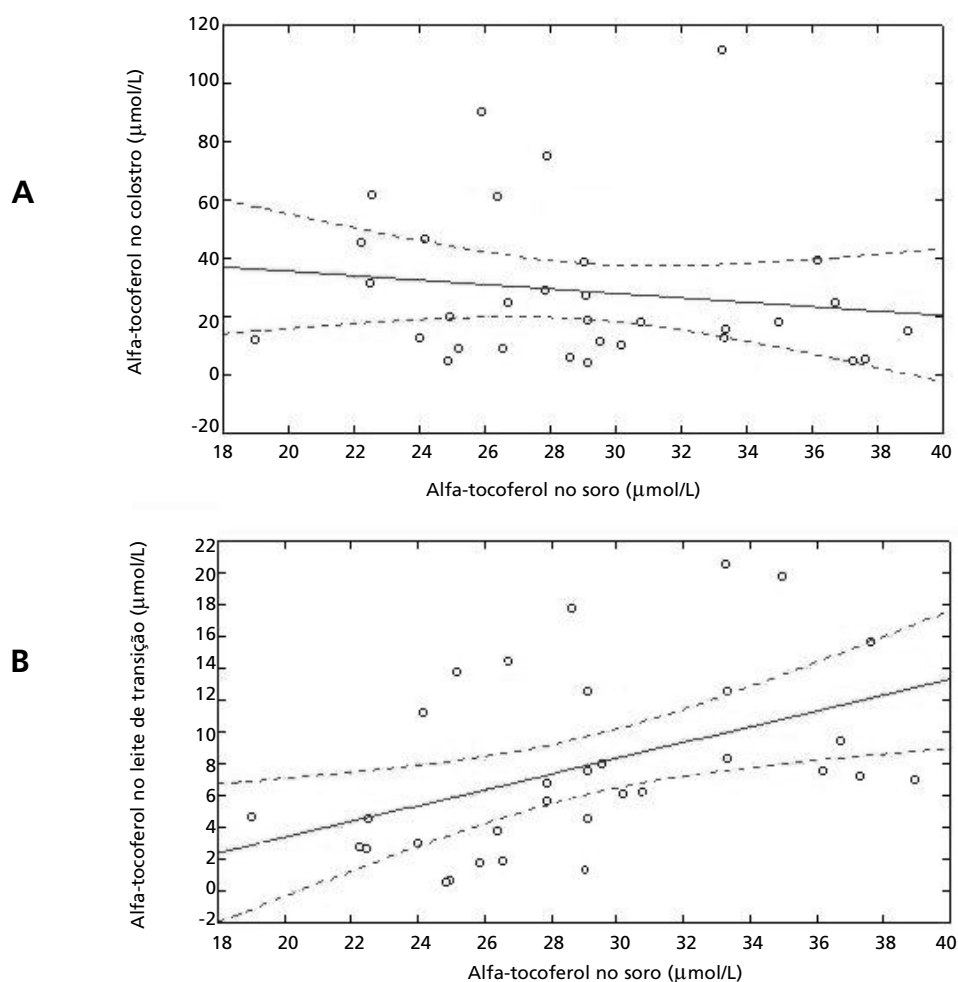 A
Alfa-tocoferol no colostro (μmol/L)
120
100
80
60
40
20
0
-20
18 20 22 24 26 28 30 32 34 36 38 40
Alfa-tocoferol no soro (μmol/L)
B
Alfa-tocoferol no leite de transição (μmol/L)
22
20
18
16
14
12
10
8
6
4
2
0
-2
18 20 22 24 26 28 30 32 34 36 38 40
Alfa-tocoferol no soro (μmol/L)